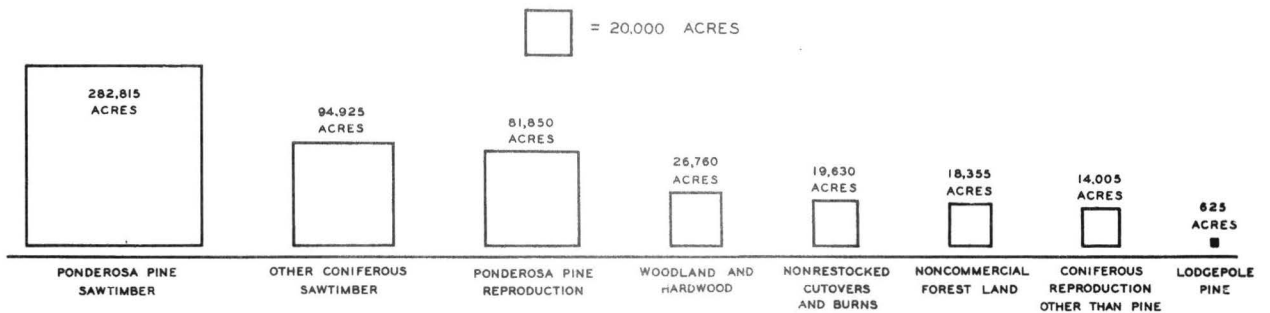 = 20,000 ACRES
282,815
ACRES
94,925
ACRES
81,850
ACRES
26,760
ACRES
19,630
ACRES
18,355
ACRES
14,005
ACRES
625
ACRES
PONDEROSA PINE
SAWTIMBER
OTHER CONIFEROUS
SAWTIMBER
PONDEROSA PINE
REPRODUCTION
WOODLAND AND
HARDWOOD
NONRESTOCKED
CUTOVERS
AND BURNS
NONCOMMERCIAL
FOREST LAND
CONIFEROUS
REPRODUCTION
OTHER THAN PINE
LODGEPOLE
PINE